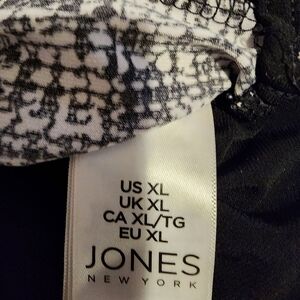 US XL
UK XL
CA XL/TG
EU XL
JONES
NEW YORK